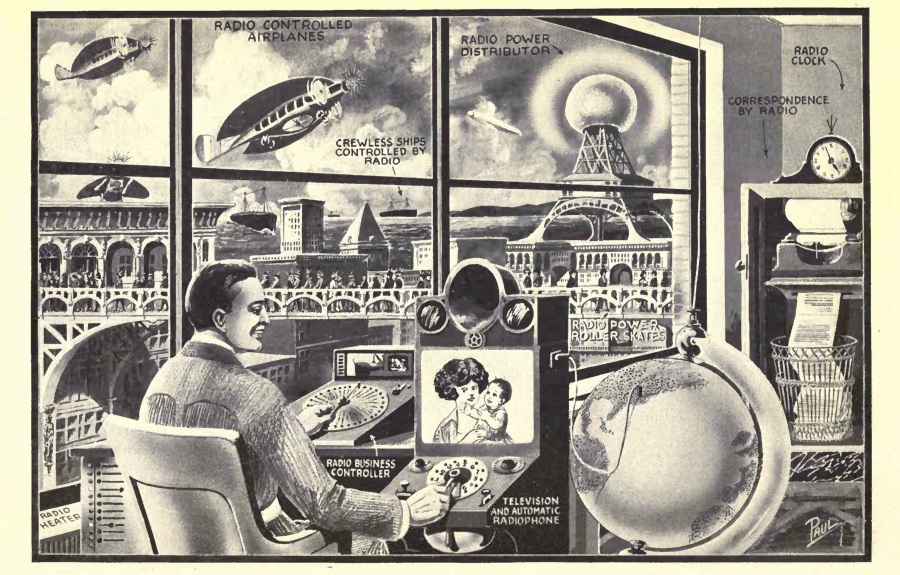 RADIO CONTROLLED
AIRPLANES
RADIO POWER
DISTRIBUTOR
RADIO
CLOCK
CORRESPONDENCE
BY RADIO
CREWLESS SHIPS
CONTROLLED BY
RADIO
RADIO POWER
ROLLER SKATES
RADIO BUSINESS
CONTROLLER
TELEVISION
AND AUTOMATIC
RADIOPHONE
RADIO
HEATER
PAUL